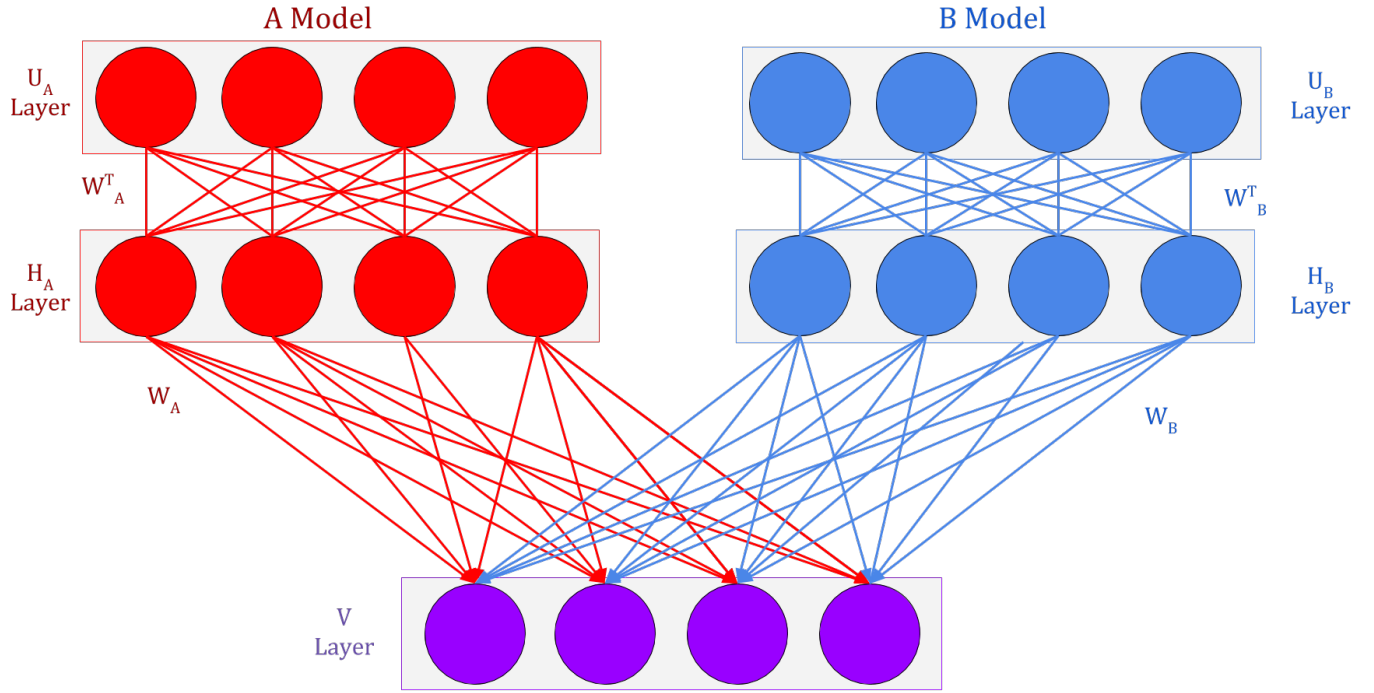 A Model
B Model
U_A
Layer
U_B
Layer
W^T_A
W^T_B
H_A
Layer
H_B
Layer
W_A
W_B
V
Layer